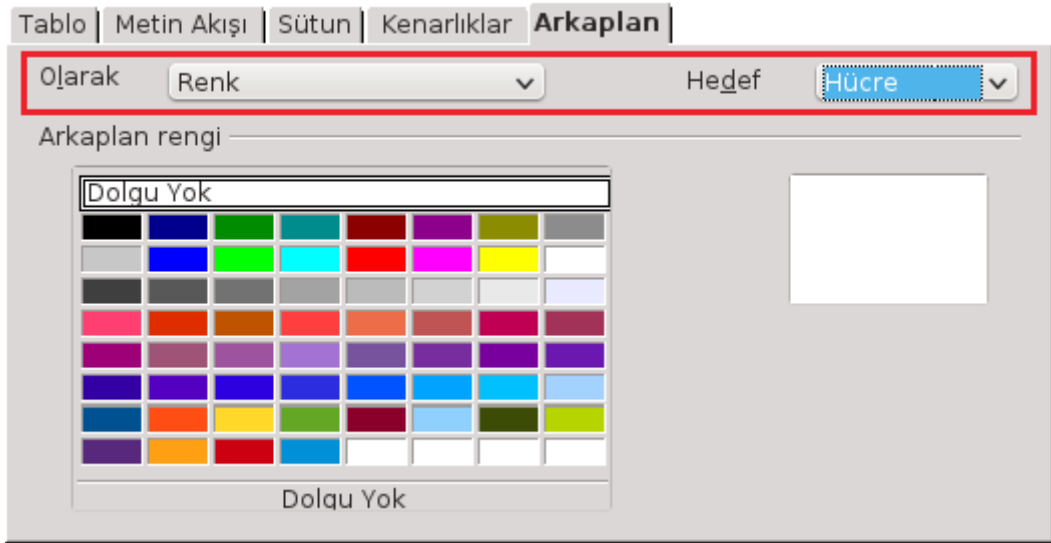 Tablo Metin Akışı Sütun Kenarlıklar Arkaplan
Olarak Renk Hedef Hücre
Arkaplan rengi
Dolgu Yok
Dolgu Yok